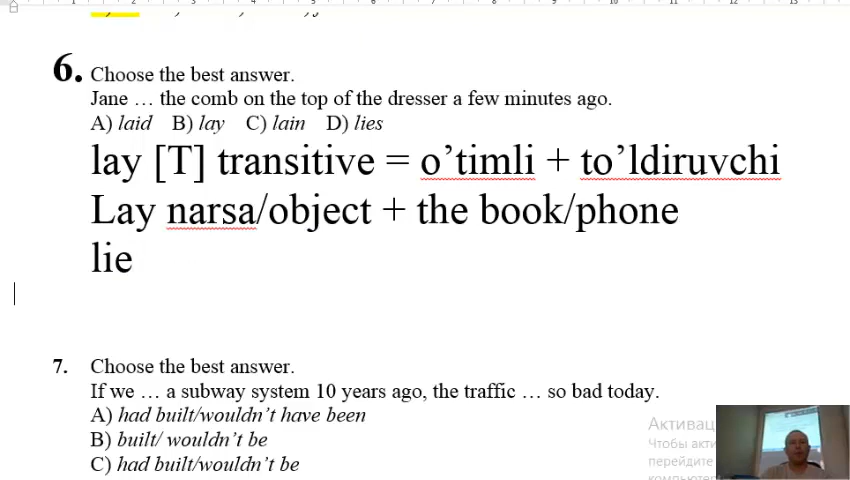 6. Choose the best answer.
Jane … the comb on the top of the dresser a few minutes ago.
A) laid B) lay C) lain D) lies
lay [T] transitive = o’timli + to’ldiruvchi
Lay narsa/object + the book/phone
lie
7. Choose the best answer.
If we … a subway system 10 years ago, the traffic … so bad today.
A) had built/wouldn’t have been
B) built/ wouldn’t be
C) had built/wouldn’t be
Активац
Чтобы акти
перейдите
компьютер